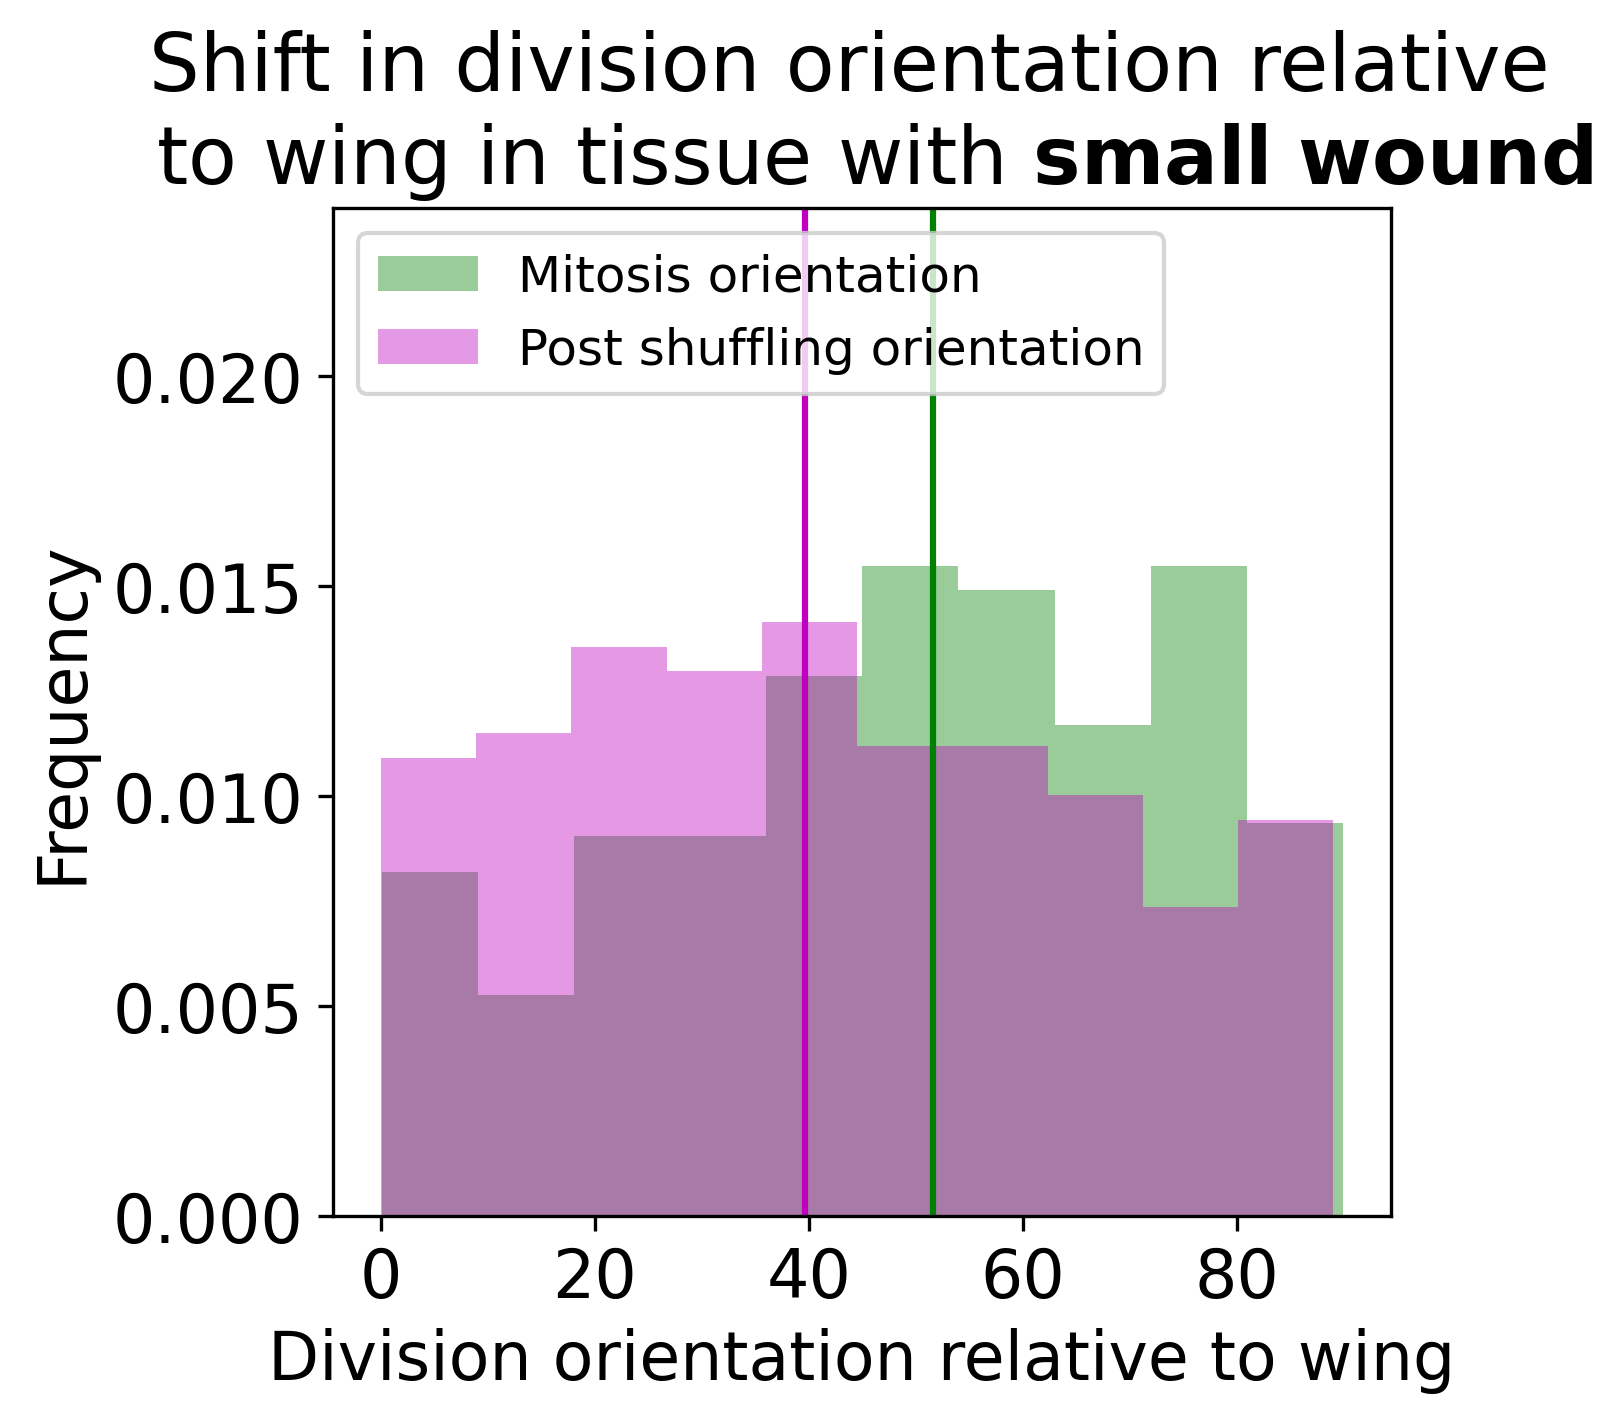 Shift in division orientation relative
to wing in tissue with small wound
Mitosis orientation
Post shuffling orientation
Frequency
0.020
0.015
0.010
0.005
0.000
0 20 40 60 80
Division orientation relative to wing